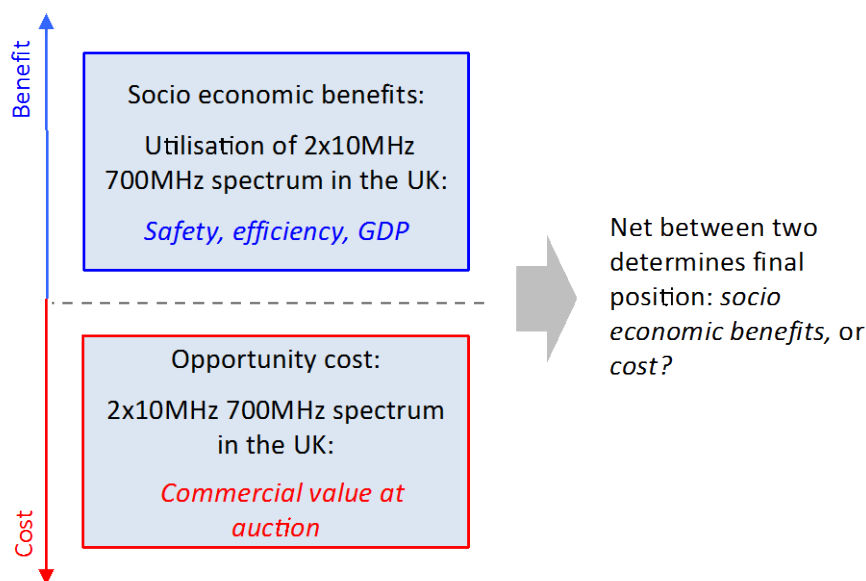 Benefit
Socio economic benefits:
Utilisation of 2x10MHz
700MHz spectrum in the UK:
Safety, efficiency, GDP
Net between two
determines final
position: socio
economic benefits, or
cost?
Opportunity cost:
2x10MHz 700MHz spectrum
in the UK:
Commercial value at
auction
Cost